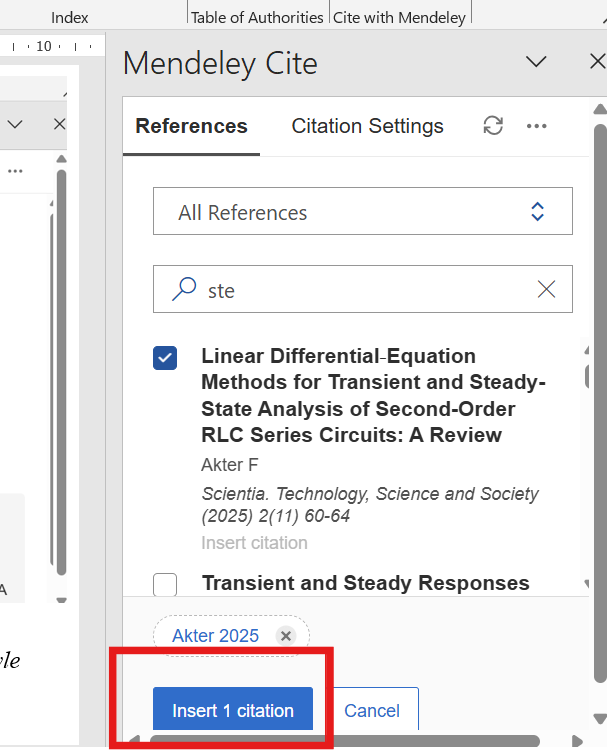 Index
Table of Authorities
Cite with Mendeley
10
Mendeley Cite
References
Citation Settings
All References
ste
Linear Differential-Equation
Methods for Transient and Steady-
State Analysis of Second-Order
RLC Series Circuits: A Review
Akter F
Scientia. Technology, Science and Society
(2025) 2(11) 60-64
Insert citation
Transient and Steady Responses
Akter 2025
Insert 1 citation
Cancel